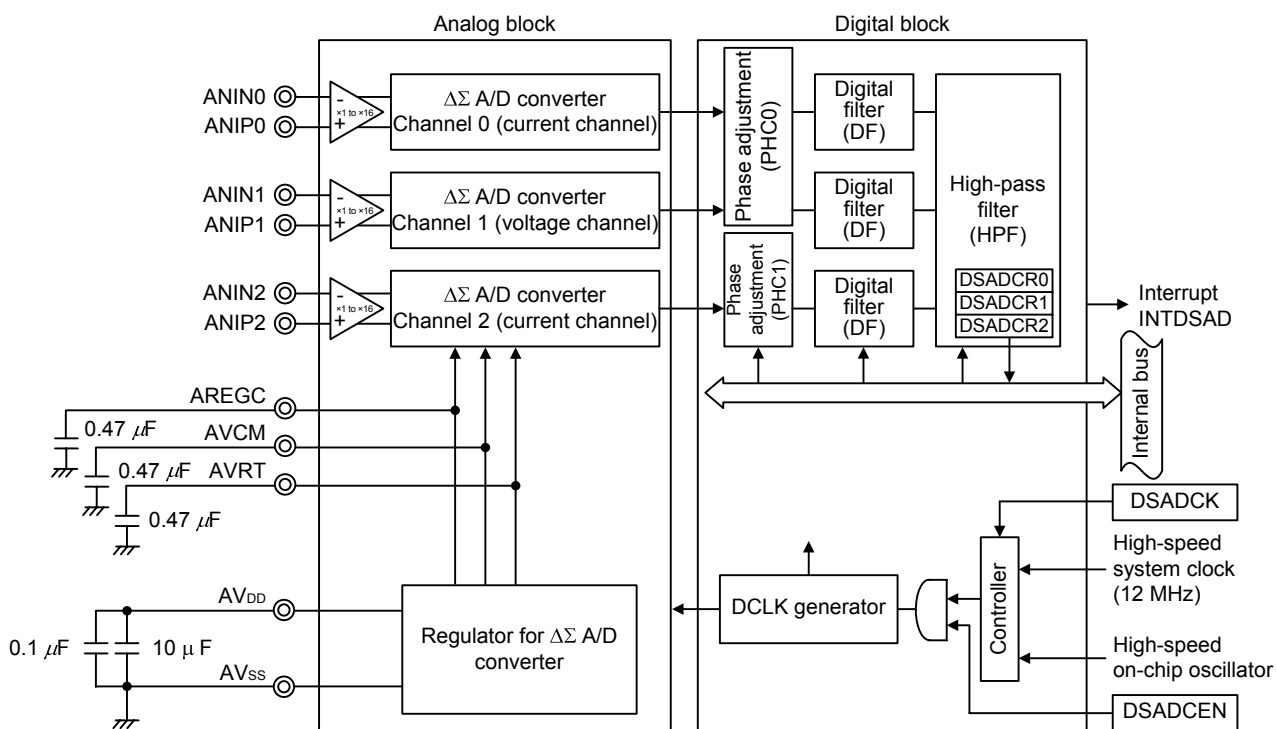 Analog block
Digital block
ANIN0
ANIP0
-
+
×1 to ×16
ΔΣ A/D converter
Channel 0 (current channel)
Phase adjustment
(PHC0)
Digital
filter
(DF)
High-pass
filter
(HPF)
ANIN1
ANIP1
-
+
×1 to ×16
ΔΣ A/D converter
Channel 1 (voltage channel)
Digital
filter
(DF)
ANIN2
ANIP2
-
+
×1 to ×16
ΔΣ A/D converter
Channel 2 (current channel)
Phase
adjustment
(PHC1)
Digital
filter
(DF)
DSADCR0
DSADCR1
DSADCR2
Interrupt
INTDSAD
Internal bus
AREGC
0.47 μF
AVCM
0.47 μF
AVRT
0.47 μF
AVDD
0.1 μF
10 μ F
AVSS
Regulator for ΔΣ A/D
converter
DCLK generator
Controller
DSADCK
High-speed
system clock
(12 MHz)
High-speed
on-chip oscillator
DSADCEN